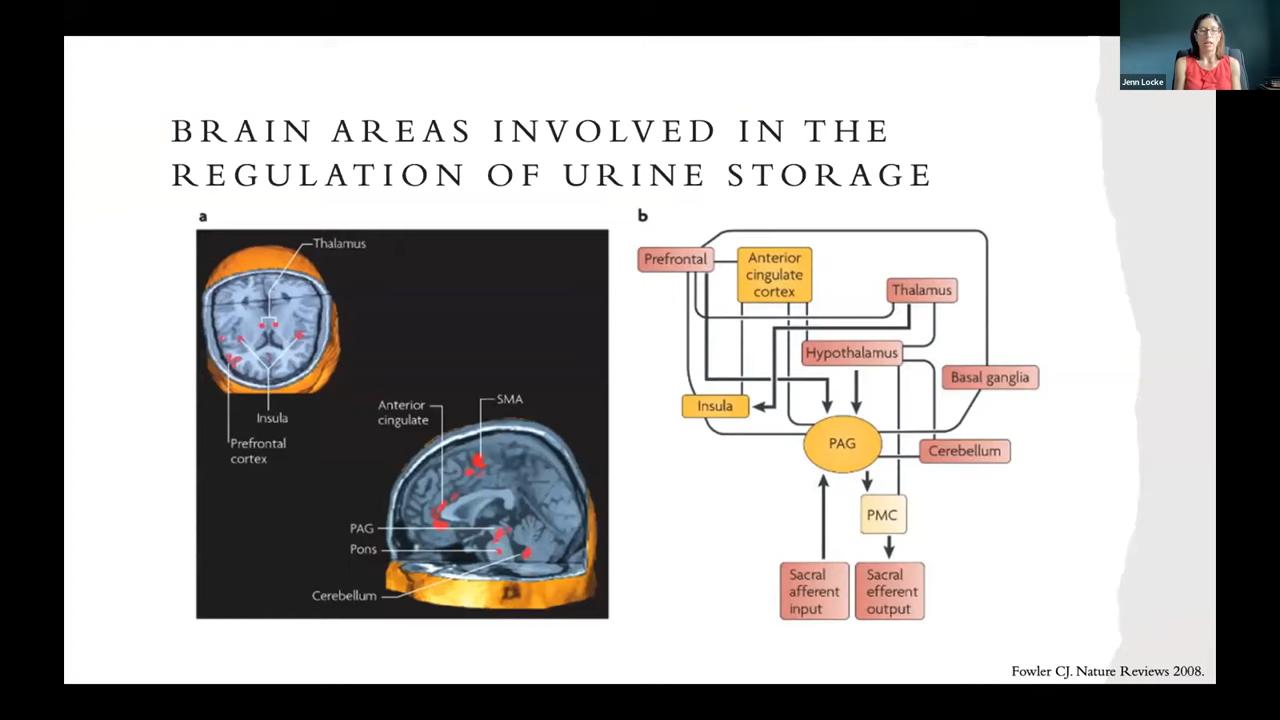 Jenn Locke
BRAIN AREAS INVOLVED IN THE
REGULATION OF URINE STORAGE
a
Thalamus
Insula
Prefrontal
cortex
Anterior
cingulate
SMA
PAG
Pons
Cerebellum
b
Prefrontal
Anterior
cingulate
cortex
Thalamus
Hypothalamus
Basal ganglia
Insula
PAG
Cerebellum
PMC
Sacral
afferent
input
Sacral
efferent
output
Fowler CJ. Nature Reviews 2008.